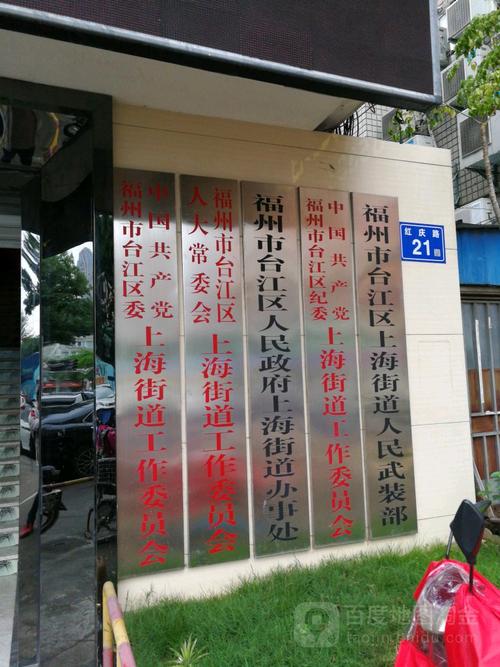 中国共产党
福州市台江区委
上海街道工作委员会
福州市台江区
人大常委会
上海街道工作委员会
福州市台江区人民政府上海街道办事处
中国共产党
福州市台江区纪委
上海街道工作委员会
福州市台江区上海街道人民武装部
红庆路
21
百度地图淘金
taojin.baidu.com